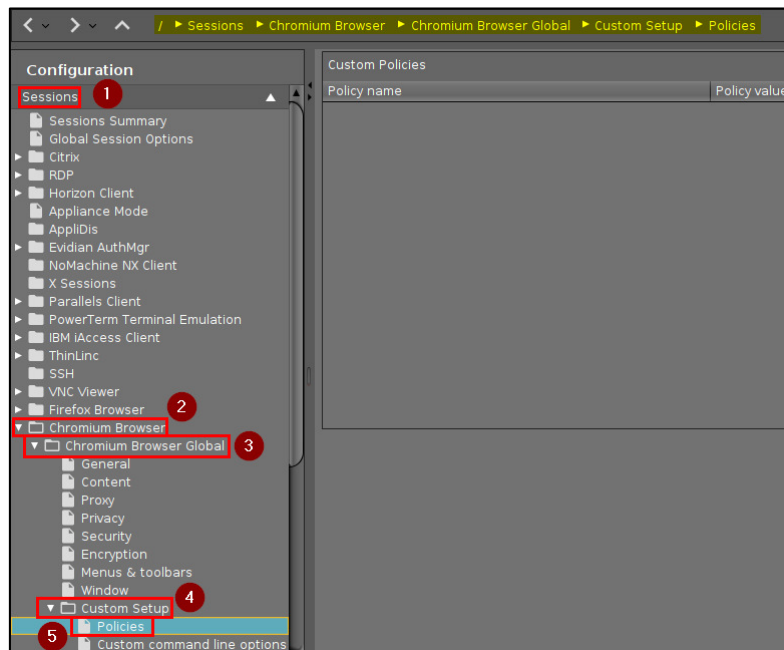 / Sessions Chromium Browser Chromium Browser Global Custom Setup Policies
Configuration
Sessions 1
Sessions Summary
Global Session Options
Citrix
RDP
Horizon Client
Appliance Mode
AppliDis
Evidian AuthMgr
NoMachine NX Client
X Sessions
Parallels Client
PowerTerm Terminal Emulation
IBM iAccess Client
ThinLinc
SSH
VNC Viewer
Firefox Browser
2
Chromium Browser
Chromium Browser Global 3
General
Content
Proxy
Privacy
Security
Encryption
Menus & toolbars
Window
4
Custom Setup
5 Policies
Custom command line options
Custom Policies
Policy name Policy value